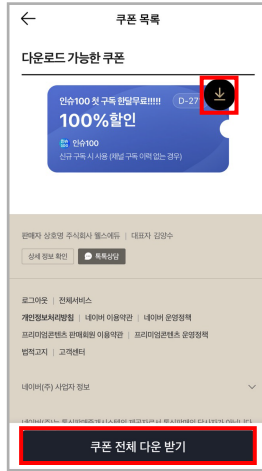 쿠폰 목록
다운로드 가능한 쿠폰
인슈100 첫 구독 한달무료!!!!! D-27
100%할인
인슈100
신규 구독 시 사용 (채널 구독 이력 없는 경우)
판매자 상호명 주식회사 웰스에듀 | 대표자 김양수
상세 정보 확인 톡톡상담
로그아웃 | 전체서비스
개인정보처리방침 | 네이버 이용약관 | 네이버 운영정책
프리미엄콘텐츠 판매회원 이용약관 | 프리미엄콘텐츠 운영정책
법적고지 | 고객센터
네이버(주) 사업자 정보
쿠폰 전체 다운 받기